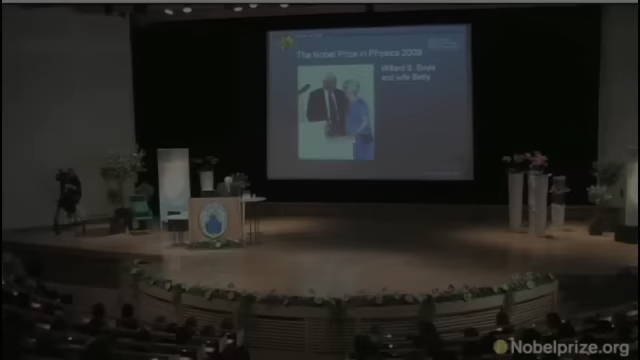 The Nobel Prize in Physics 2009
Willard S. Boyle
and wife Betty
Nobelprize.org